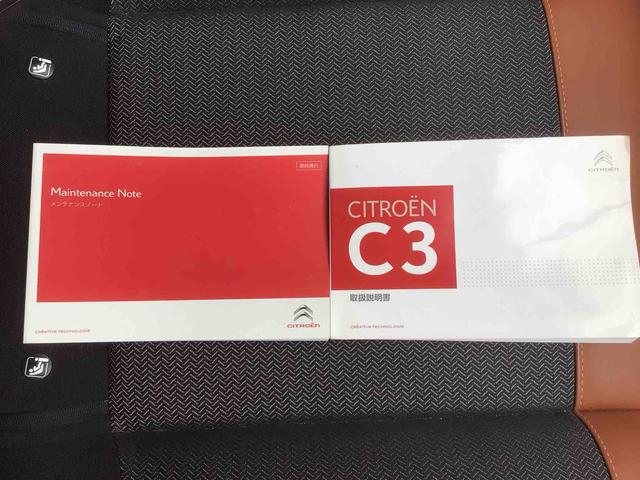 Maintenance Note
メンテナンスノート
CITROËN
CRÉATIVE TECHNOLOGIE
CITROËN
C3
取扱説明書
CRÉATIVE TECHNOLOGIE
CITROËN